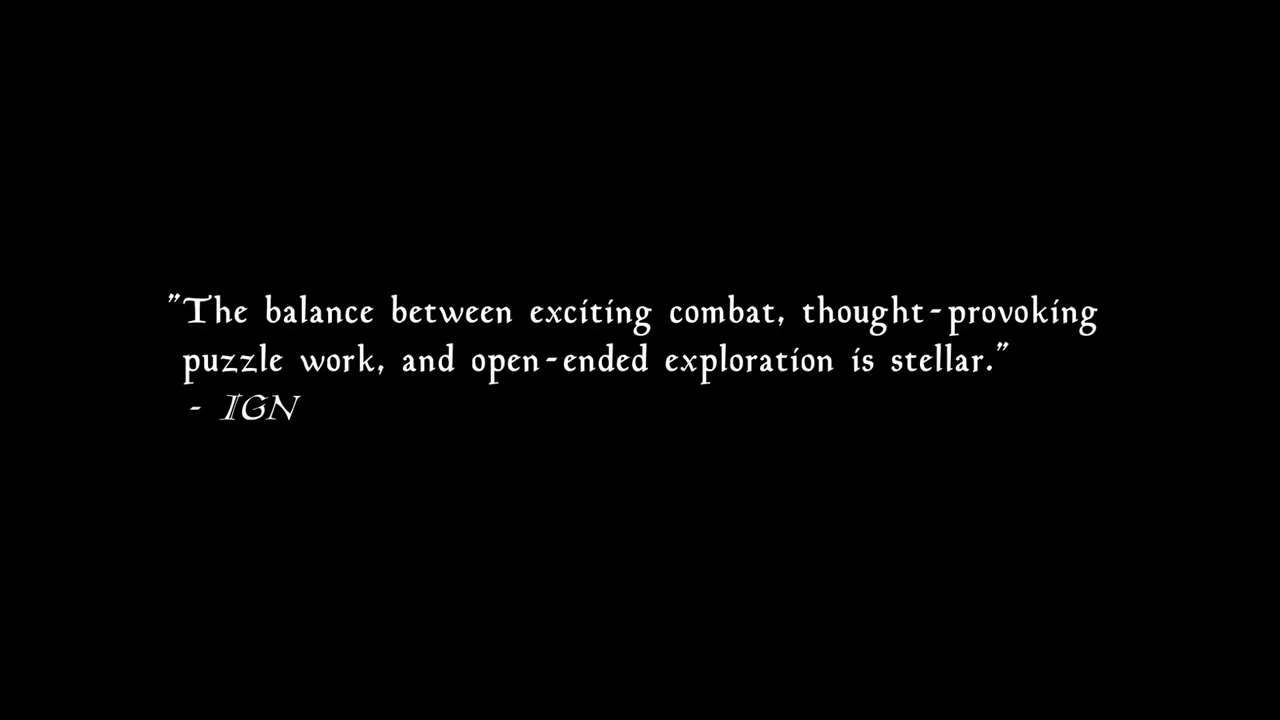 "The balance between exciting combat, thought-provoking
puzzle work, and open-ended exploration is stellar."
- IGN